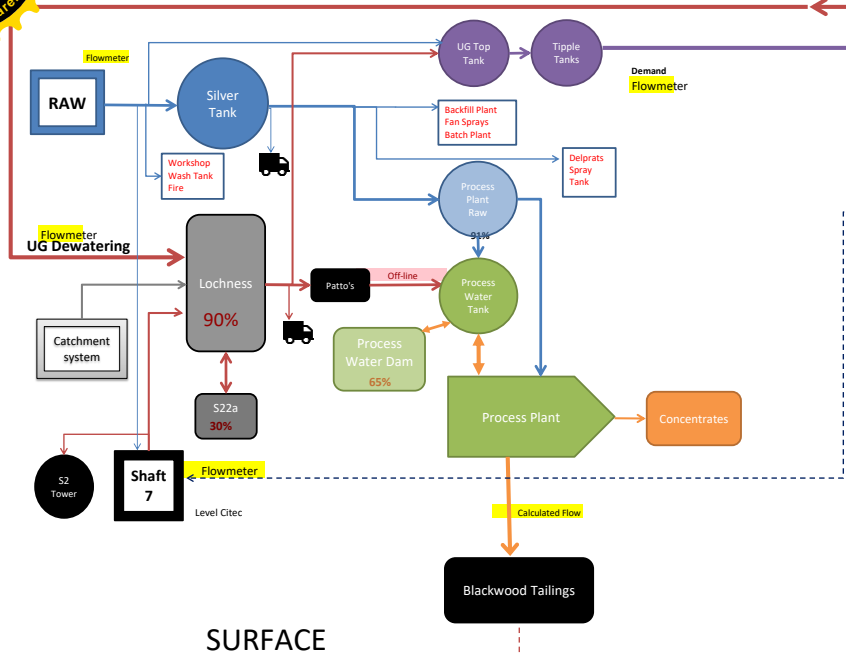 UG Top
Tank
Tipple
Tanks
Flowmeter
Demand
Flowmeter
RAW
Silver
Tank
Backfill Plant
Fan Sprays
Batch Plant
Workshop
Wash Tank
Fire
Delprats
Spray
Tank
Process
Plant
Raw
91%
Flowmeter
UG Dewatering
Lochness
90%
Patto's
Off-line
Process
Water
Tank
Catchment
system
Process
Water Dam
65%
S22a
30%
Process Plant
Concentrates
S2
Tower
Shaft
7
Flowmeter
Level Citec
Calculated Flow
Blackwood Tailings
SURFACE